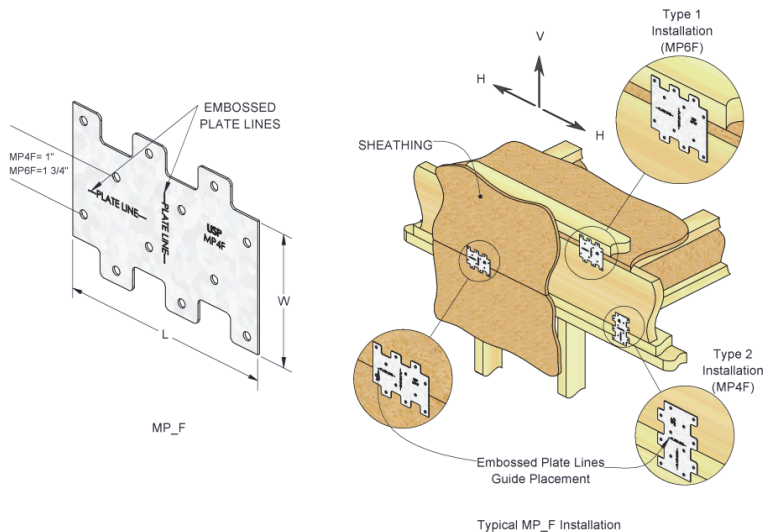 EMBOSSED
PLATE LINES
MP4F= 1"
MP6F=1 3/4"
PLATE LINE
PLATE LINE
USP
MP4F
W
L
MP_F
V
H
H
Type 1
Installation
(MP6F)
SHEATHING
Type 2
Installation
(MP4F)
Embossed Plate Lines
Guide Placement
Typical MP_F Installation